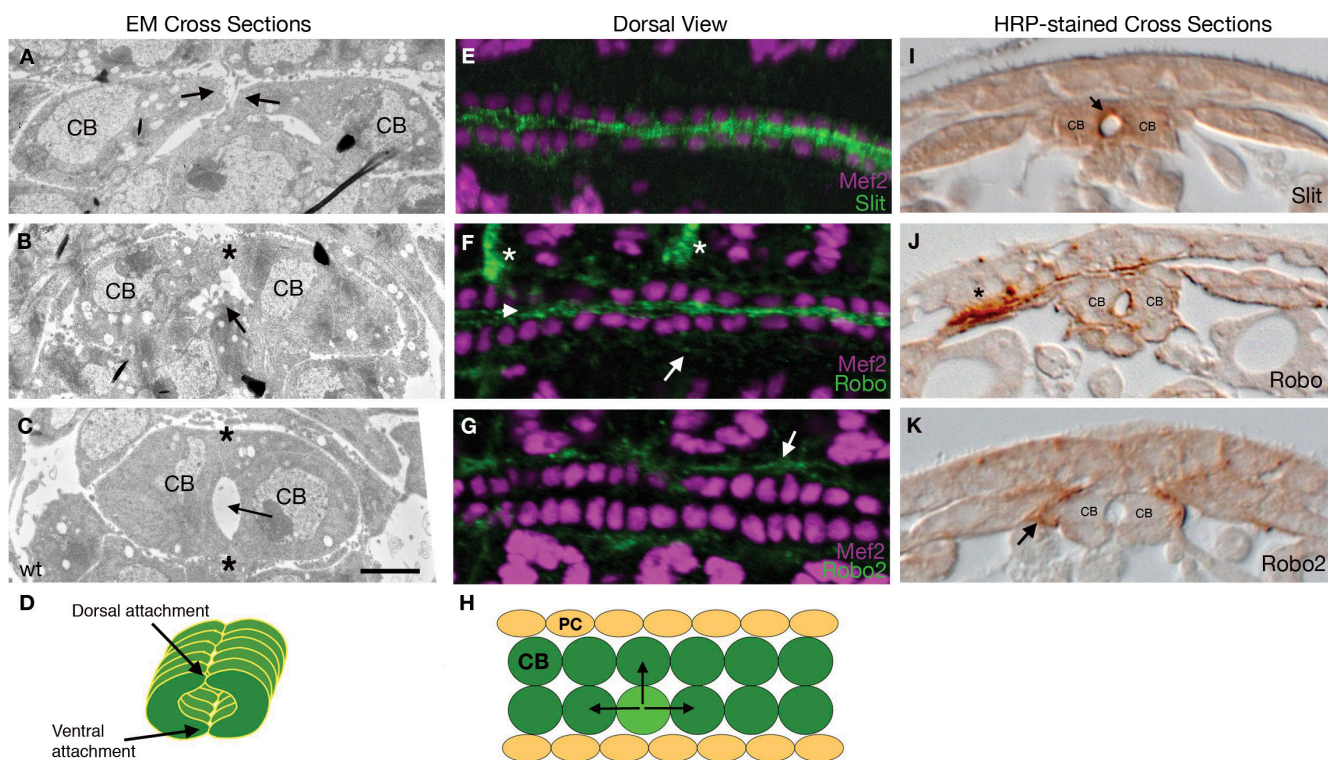 EM Cross Sections
A
CB
CB
B
*
CB
CB
C
*
CB
CB
*
wt
D
Dorsal attachment
Ventral
attachment
Dorsal View
E
Mef2
Slit
F
*
*
Mef2
Robo
G
Mef2
Robo2
H
PC
CB
HRP-stained Cross Sections
I
CB
CB
Slit
J
*
CB
CB
Robo
K
CB
CB
Robo2